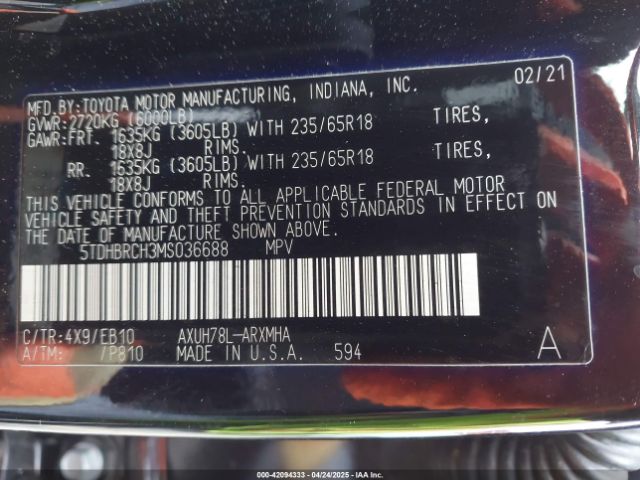 MFD. BY: TOYOTA MOTOR MANUFACTURING, INDIANA, INC. 02/21
GVWR: 2720KG (6000LB)
GAWR: FRT. 1635KG (3605LB) WITH 235/65R18 TIRES,
18X8J RIMS.
RR. 1635KG (3605LB) WITH 235/65R18 TIRES,
18X8J RIMS.
THIS VEHICLE CONFORMS TO ALL APPLICABLE FEDERAL MOTOR
VEHICLE SAFETY AND THEFT PREVENTION STANDARDS IN EFFECT ON
THE DATE OF MANUFACTURE SHOWN ABOVE.
5TDHBRCH3MS036688 MPV
C/TR: 4X9/EB10 AXUH78L-ARXMHA
A/TM: /P810 MADE IN U.S.A. 594 A
000-42094333 - 04/24/2025 - IAA Inc.